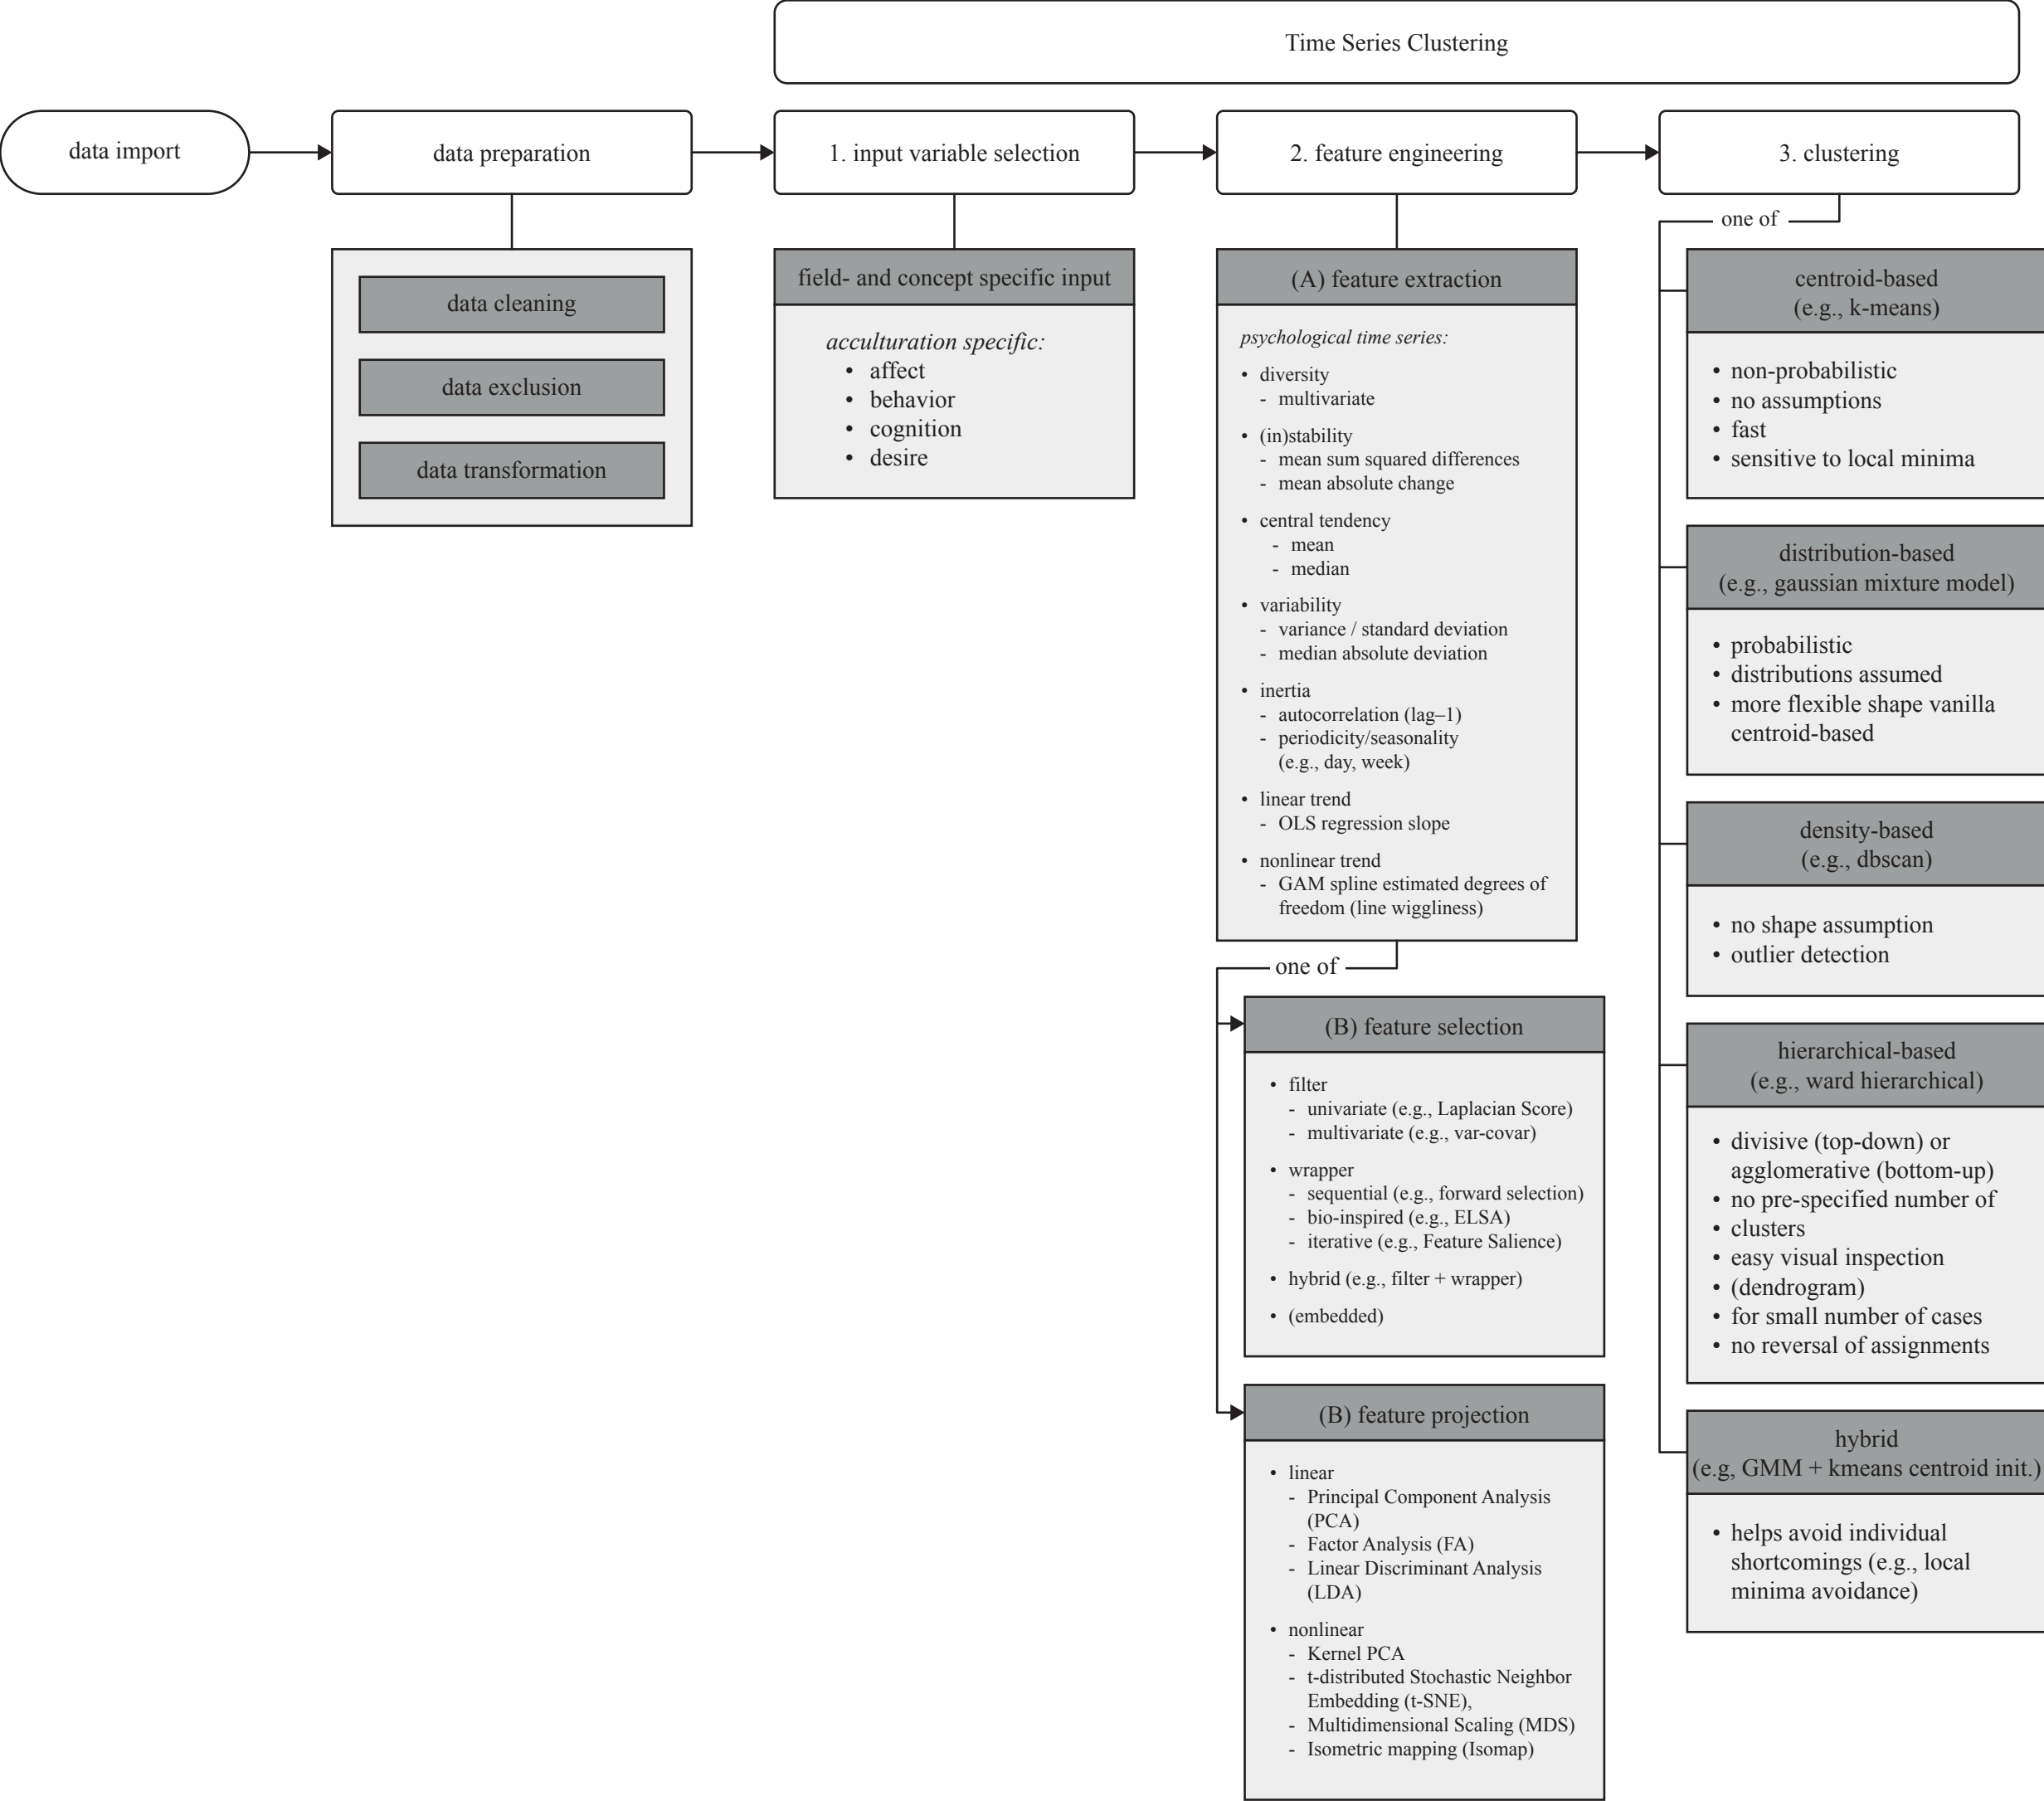 Time Series Clustering
data import
data preparation
1. input variable selection
2. feature engineering
3. clustering
data cleaning
data exclusion
data transformation
field- and concept specific input
acculturation specific:
• affect
• behavior
• cognition
• desire
(A) feature extraction
psychological time series:
• diversity
- multivariate
• (in)stability
- mean sum squared differences
- mean absolute change
• central tendency
- mean
- median
• variability
- variance / standard deviation
- median absolute deviation
• inertia
- autocorrelation (lag–1)
- periodicity/seasonality
(e.g., day, week)
• linear trend
- OLS regression slope
• nonlinear trend
- GAM spline estimated degrees of
freedom (line wiggliness)
one of
(B) feature selection
• filter
- univariate (e.g., Laplacian Score)
- multivariate (e.g., var-covar)
• wrapper
- sequential (e.g., forward selection)
- bio-inspired (e.g., ELSA)
- iterative (e.g., Feature Salience)
• hybrid (e.g., filter + wrapper)
• (embedded)
(B) feature projection
• linear
- Principal Component Analysis
(PCA)
- Factor Analysis (FA)
- Linear Discriminant Analysis
(LDA)
• nonlinear
- Kernel PCA
- t-distributed Stochastic Neighbor
Embedding (t-SNE),
- Multidimensional Scaling (MDS)
- Isometric mapping (Isomap)
one of
centroid-based
(e.g., k-means)
• non-probabilistic
• no assumptions
• fast
• sensitive to local minima
distribution-based
(e.g., gaussian mixture model)
• probabilistic
• distributions assumed
• more flexible shape vanilla
centroid-based
density-based
(e.g., dbscan)
• no shape assumption
• outlier detection
hierarchical-based
(e.g., ward hierarchical)
• divisive (top-down) or
agglomerative (bottom-up)
• no pre-specified number of
• clusters
• easy visual inspection
• (dendrogram)
• for small number of cases
• no reversal of assignments
hybrid
(e.g, GMM + kmeans centroid init.)
• helps avoid individual
shortcomings (e.g., local
minima avoidance)